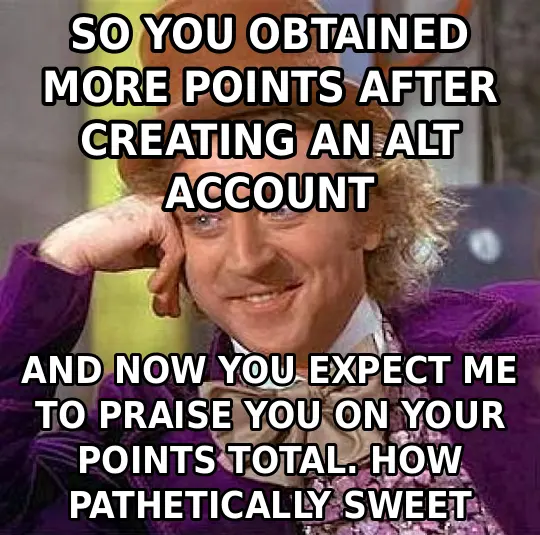 SO YOU OBTAINED
MORE POINTS AFTER
CREATING AN ALT
ACCOUNT
AND NOW YOU EXPECT ME
TO PRAISE YOU ON YOUR
POINTS TOTAL. HOW
PATHETICALLY SWEET